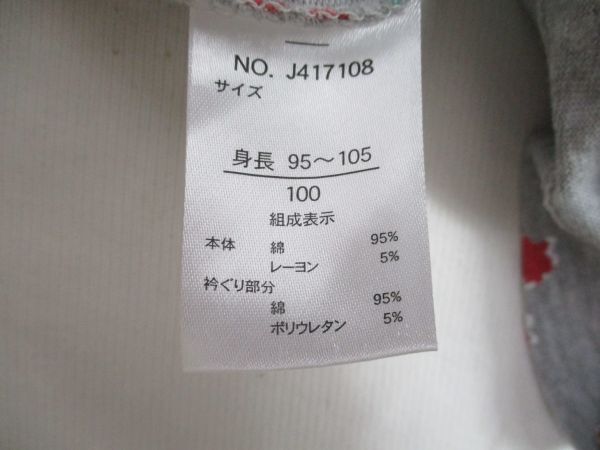 NO. J417108
サイズ
身長 95〜105
100
組成表示
本体 綿 95%
レーヨン 5%
衿ぐり部分
綿 95%
ポリウレタン 5%